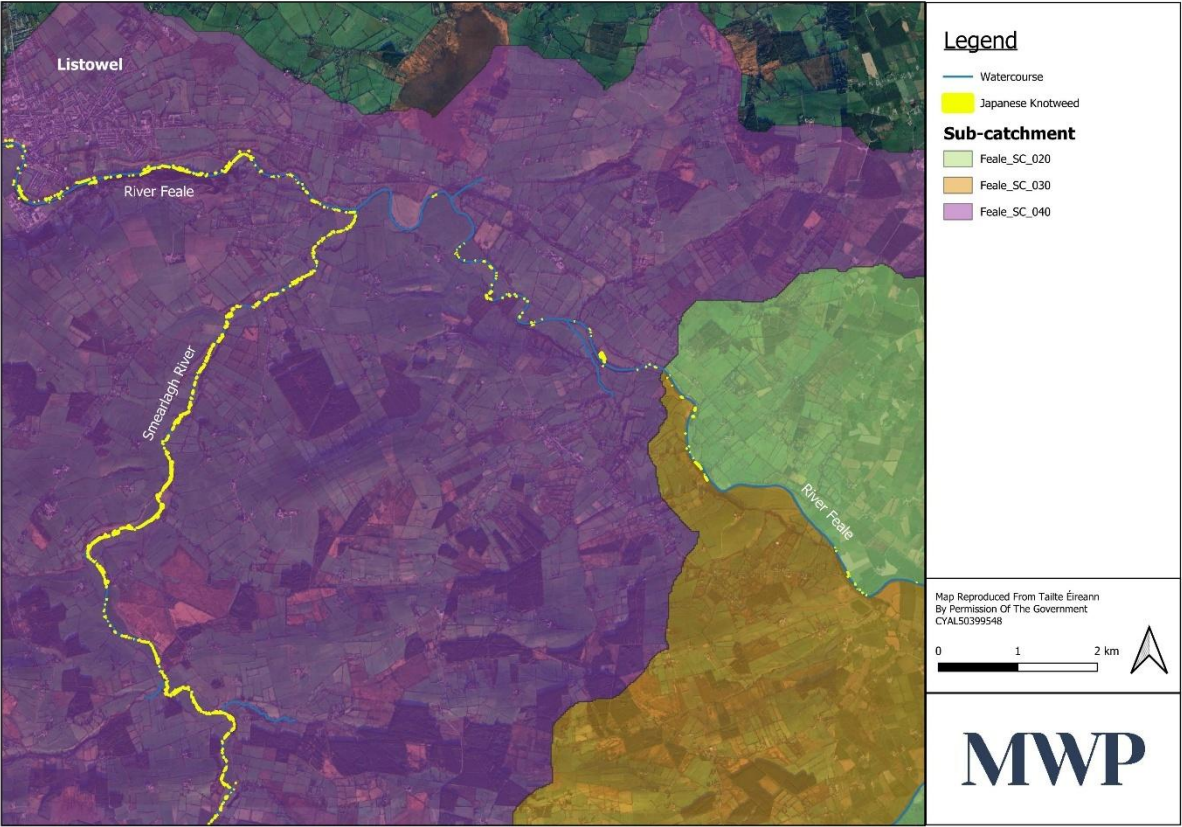 Listowel
River Feale
Smearlagh River
River Feale
Legend
Watercourse
Japanese Knotweed
Sub-catchment
Feale_SC_020
Feale_SC_030
Feale_SC_040
Map Reproduced From Tailte Éireann
By Permission Of The Government
CYAL50399548
0 1 2 km
MWP